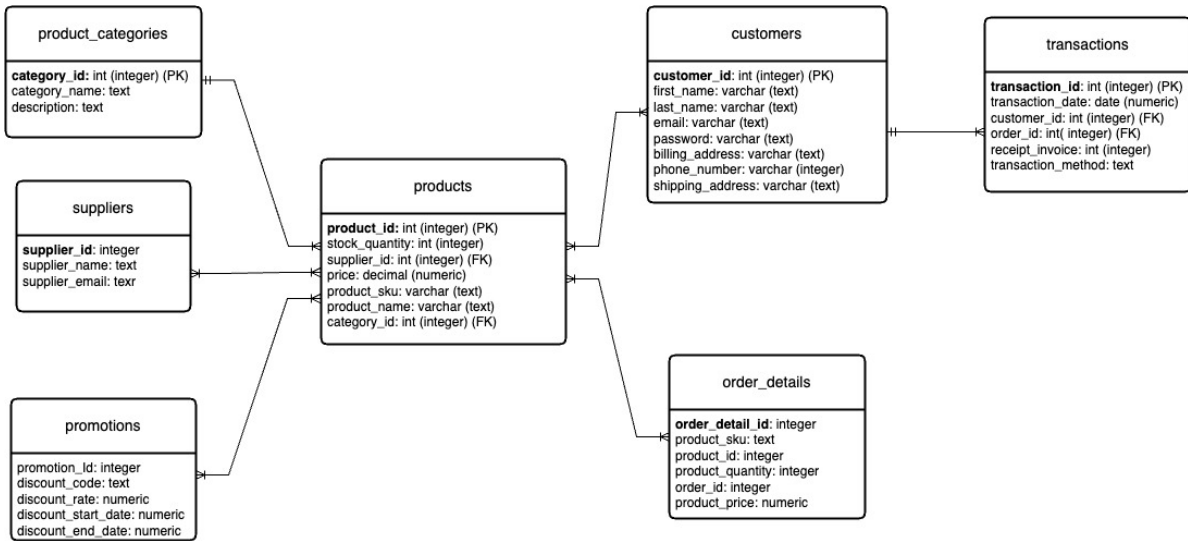 product_categories
category_id: int (integer) (PK)
category_name: text
description: text
suppliers
supplier_id: integer
supplier_name: text
supplier_email: texr
promotions
promotion_Id: integer
discount_code: text
discount_rate: numeric
discount_start_date: numeric
discount_end_date: numeric
products
product_id: int (integer) (PK)
stock_quantity: int (integer)
supplier_id: int (integer) (FK)
price: decimal (numeric)
product_sku: varchar (text)
product_name: varchar (text)
category_id: int (integer) (FK)
customers
customer_id: int (integer) (PK)
first_name: varchar (text)
last_name: varchar (text)
email: varchar (text)
password: varchar (text)
billing_address: varchar (text)
phone_number: varchar (integer)
shipping_address: varchar (text)
order_details
order_detail_id: integer
product_sku: text
product_id: integer
product_quantity: integer
order_id: integer
product_price: numeric
transactions
transaction_id: int (integer) (PK)
transaction_date: date (numeric)
customer_id: int (integer) (FK)
order_id: int( integer) (FK)
receipt_invoice: int (integer)
transaction_method: text